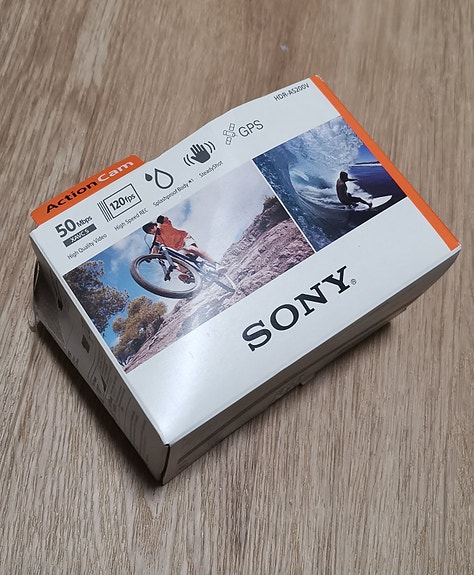 ActionCam
HDR-AS200V
50 Mbps
XAVC S
High Quality Video
120fps
High Speed REC
Splashproof Body
SteadyShot
GPS
SONY